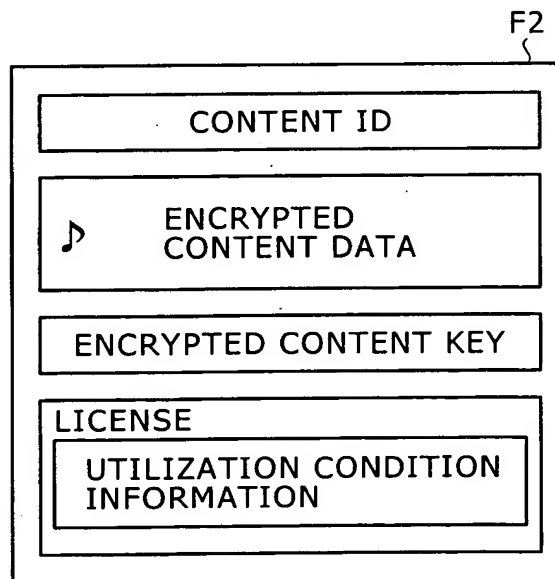 F2
CONTENT ID
ENCRYPTED
CONTENT DATA
ENCRYPTED CONTENT KEY
LICENSE
UTILIZATION CONDITION
INFORMATION